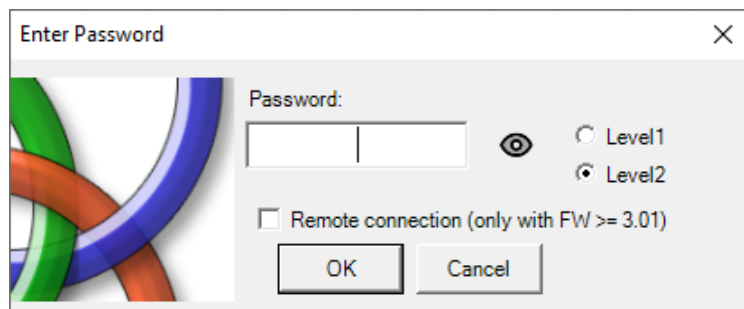 Enter Password
Password:
Level1
Level2
Remote connection (only with FW >= 3.01)
OK
Cancel